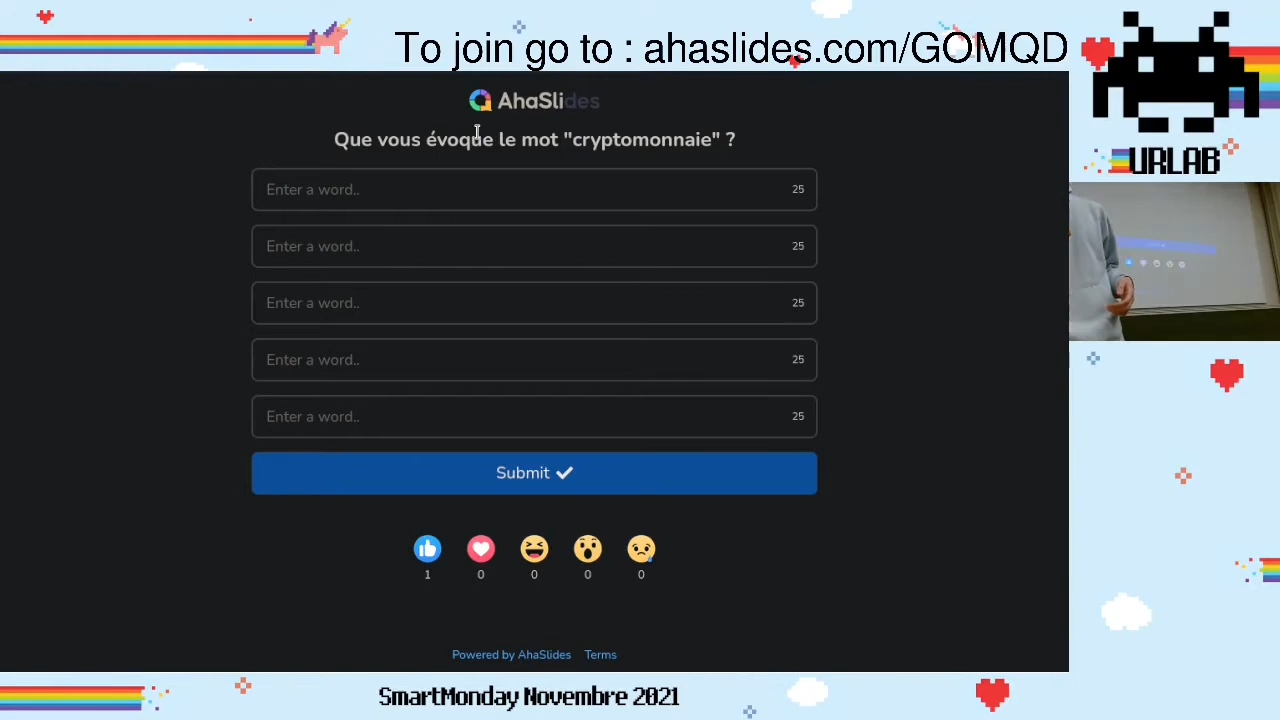 To join go to : ahaslides.com/GOMQD
AhaSlides
Que vous évoque le mot "cryptomonnaie" ?
Enter a word.. 25
Enter a word.. 25
Enter a word.. 25
Enter a word.. 25
Enter a word.. 25
Submit
1 0 0 0 0
Powered by AhaSlides Terms
URLAB
SmartMonday Novembre 2021